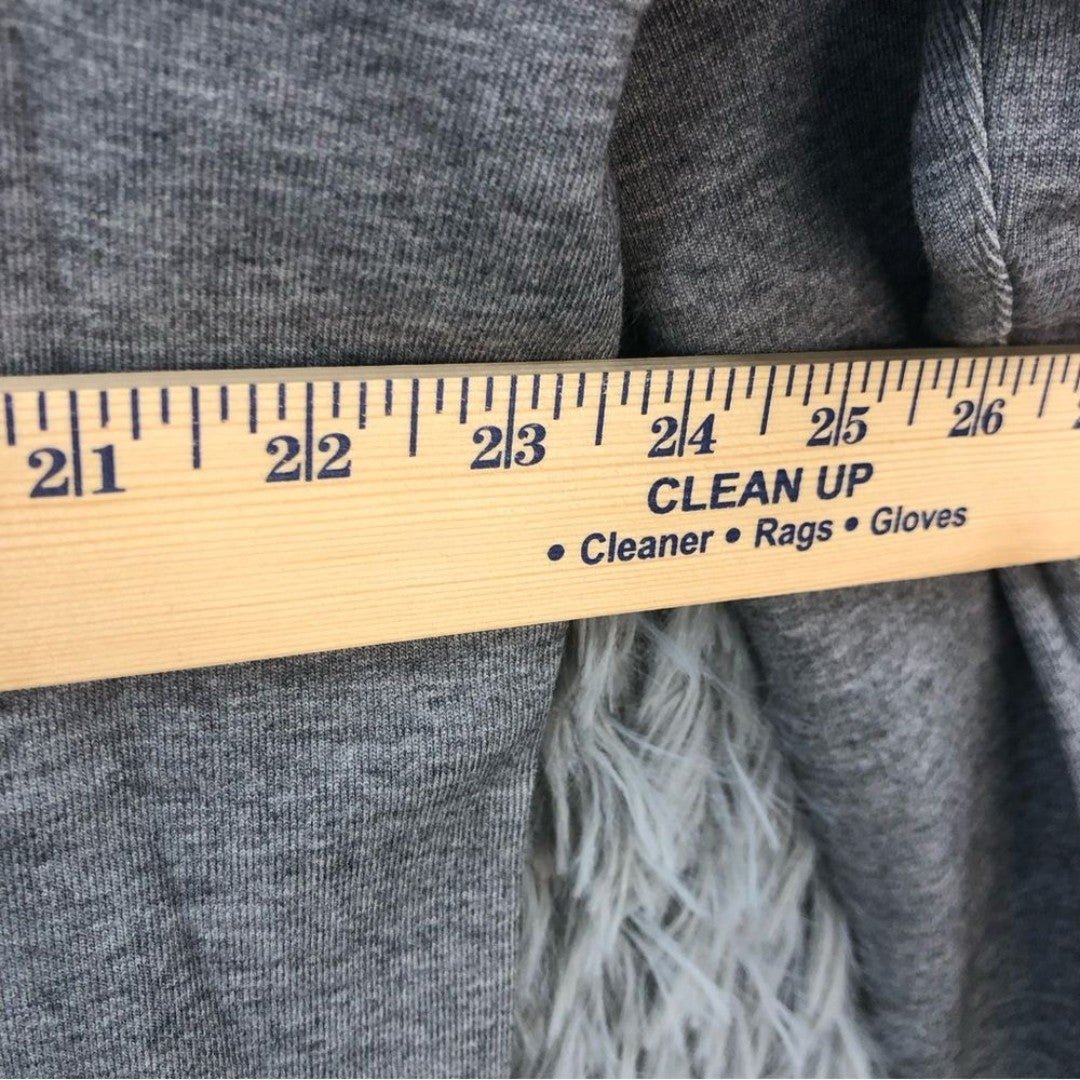 21 22 23 24 25 26
CLEAN UP
• Cleaner • Rags • Gloves